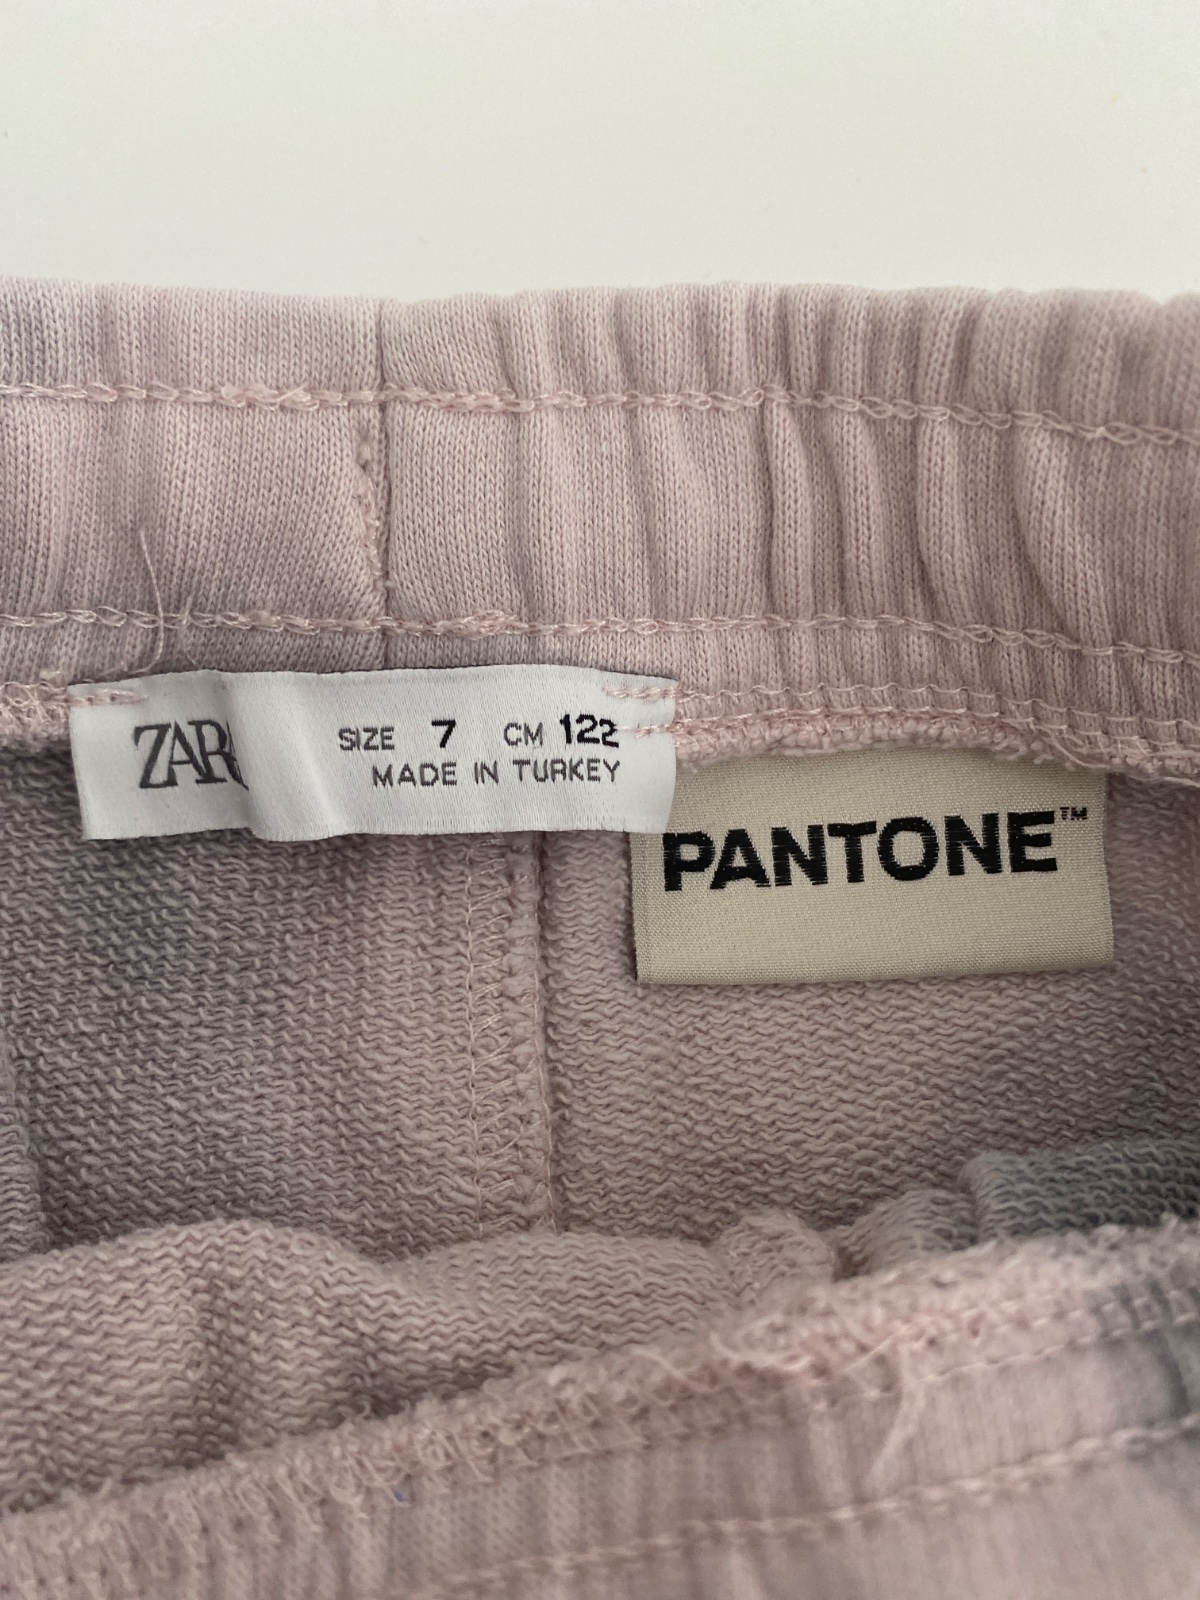 ZARA
SIZE 7 CM 122
MADE IN TURKEY
PANTONE™